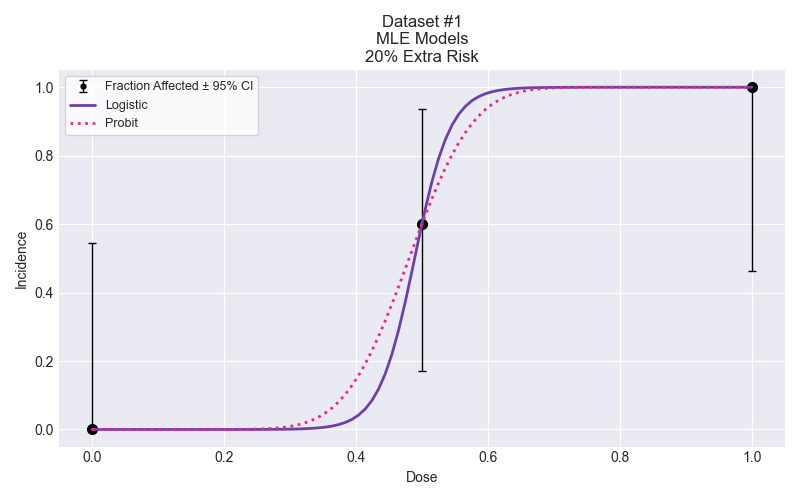 Dataset #1
MLE Models
20% Extra Risk
Fraction Affected ± 95% CI
Logistic
Probit
Incidence
1.0
0.8
0.6
0.4
0.2
0.0
0.0 0.2 0.4 0.6 0.8 1.0
Dose